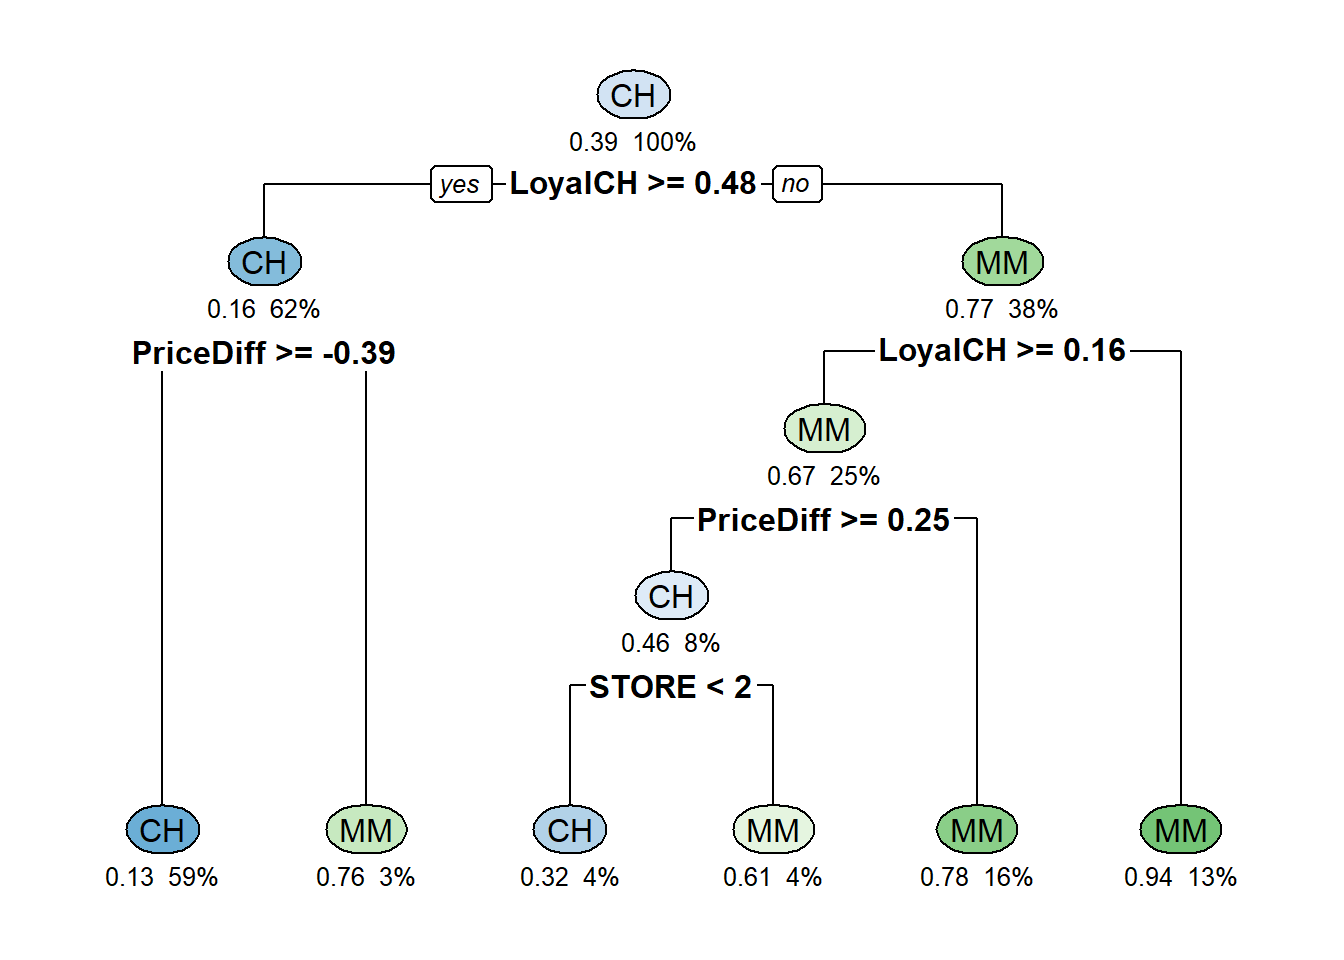 CH
0.39 100%
yes LoyalCH >= 0.48 no
CH MM
0.16 62% 0.77 38%
PriceDiff >= -0.39 LoyalCH >= 0.16
MM
0.67 25%
PriceDiff >= 0.25
CH
0.46 8%
STORE < 2
CH MM CH MM MM MM
0.13 59% 0.76 3% 0.32 4% 0.61 4% 0.78 16% 0.94 13%